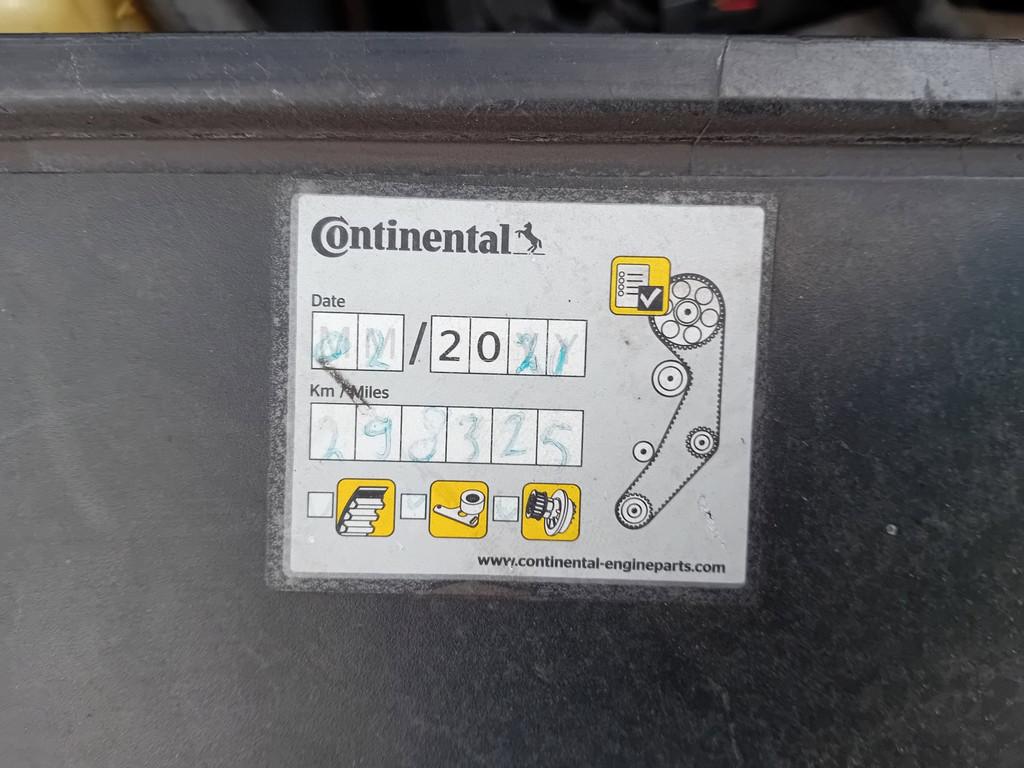 Continental
Date
02/2021
Km / Miles
298325
www.continental-engineparts.com